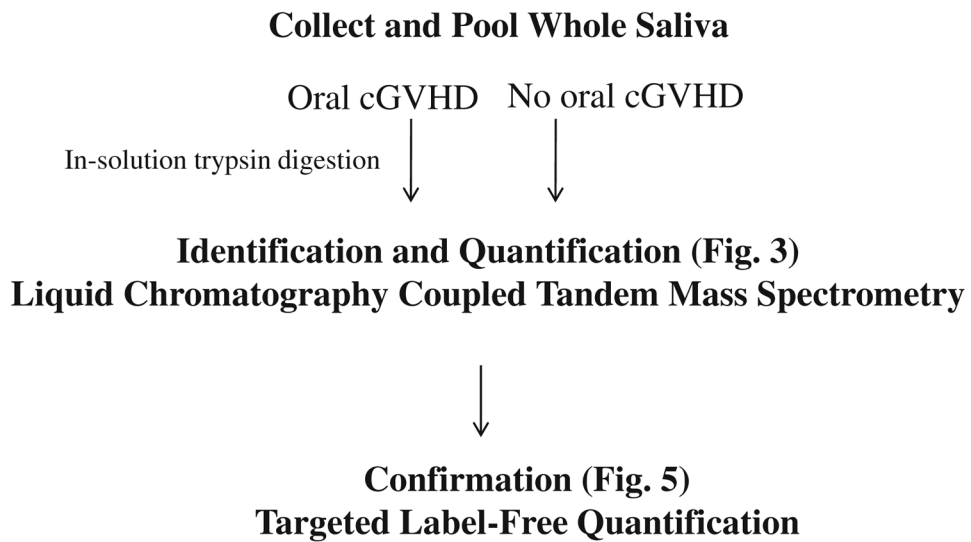 Collect and Pool Whole Saliva
Oral cGVHD No oral cGVHD
In-solution trypsin digestion
Identification and Quantification (Fig. 3)
Liquid Chromatography Coupled Tandem Mass Spectrometry
Confirmation (Fig. 5)
Targeted Label-Free Quantification